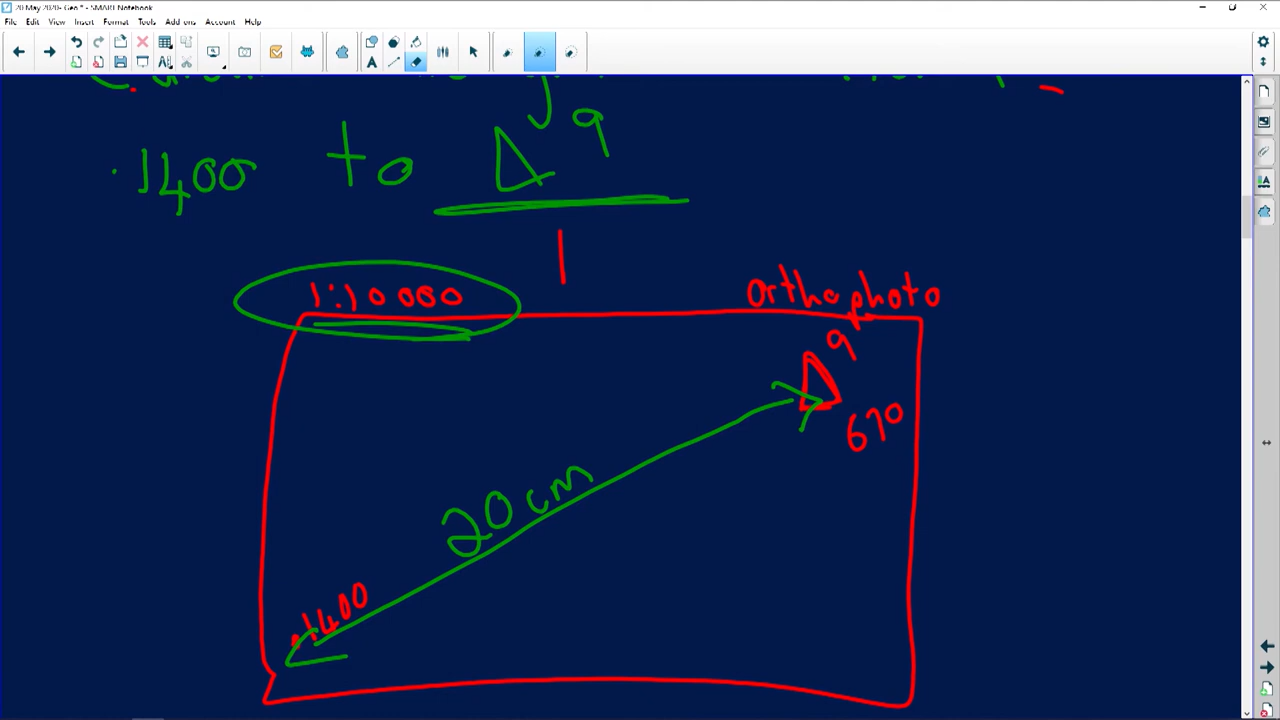 20 May 2020- Geo * - SMART Notebook
File Edit View Insert Format Tools Add-ons Account Help
.1400 to Δ9
1:10 000
Orthophoto
9
670
20 cm
.1400